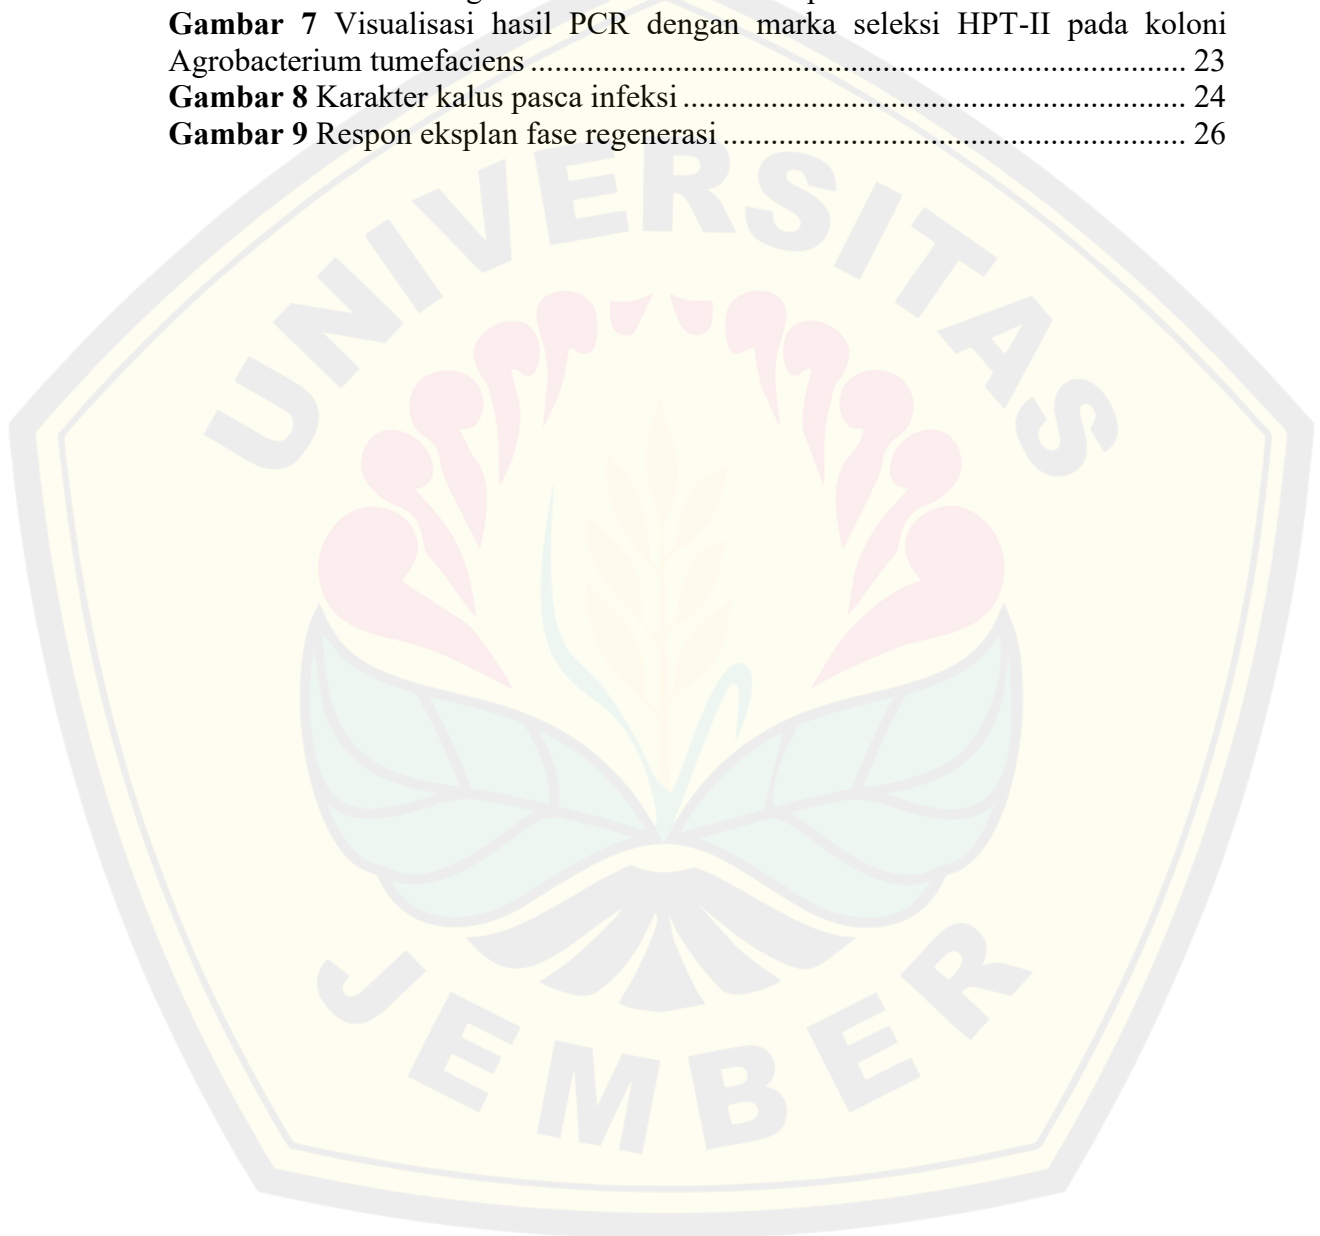 Gambar 7 Visualisasi hasil PCR dengan marka seleksi HPT-II pada koloni
Agrobacterium tumefaciens ................................................................................. 23
Gambar 8 Karakter kalus pasca infeksi .............................................................. 24
Gambar 9 Respon eksplan fase regenerasi ......................................................... 26
UNIVERSITAS
JEMBER